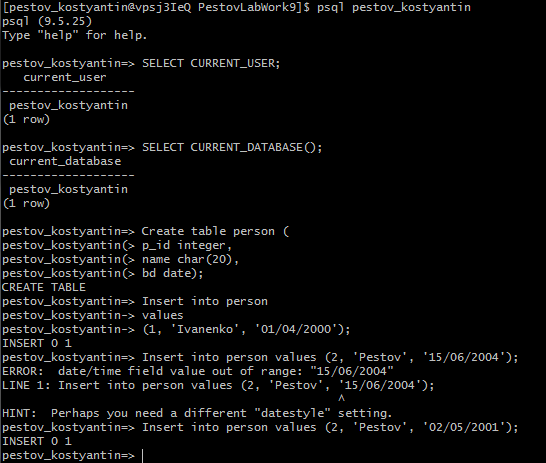 [pestov_kostyantin@vpsj3IeQ PestovLabWork9]$ psql pestov_kostyantin
psql (9.5.25)
Type "help" for help.

pestov_kostyantin=> SELECT CURRENT_USER;
   current_user
-------------------
 pestov_kostyantin
(1 row)

pestov_kostyantin=> SELECT CURRENT_DATABASE();
 current_database
-------------------
 pestov_kostyantin
(1 row)

pestov_kostyantin=> Create table person (
pestov_kostyantin(> p_id integer,
pestov_kostyantin(> name char(20),
pestov_kostyantin(> bd date);
CREATE TABLE
pestov_kostyantin=> Insert into person
pestov_kostyantin-> values
pestov_kostyantin-> (1, 'Ivanenko', '01/04/2000');
INSERT 0 1
pestov_kostyantin=> Insert into person values (2, 'Pestov', '15/06/2004');
ERROR:  date/time field value out of range: "15/06/2004"
LINE 1: Insert into person values (2, 'Pestov', '15/06/2004');
                                                ^
HINT:  Perhaps you need a different "datestyle" setting.
pestov_kostyantin=> Insert into person values (2, 'Pestov', '02/05/2001');
INSERT 0 1
pestov_kostyantin=>